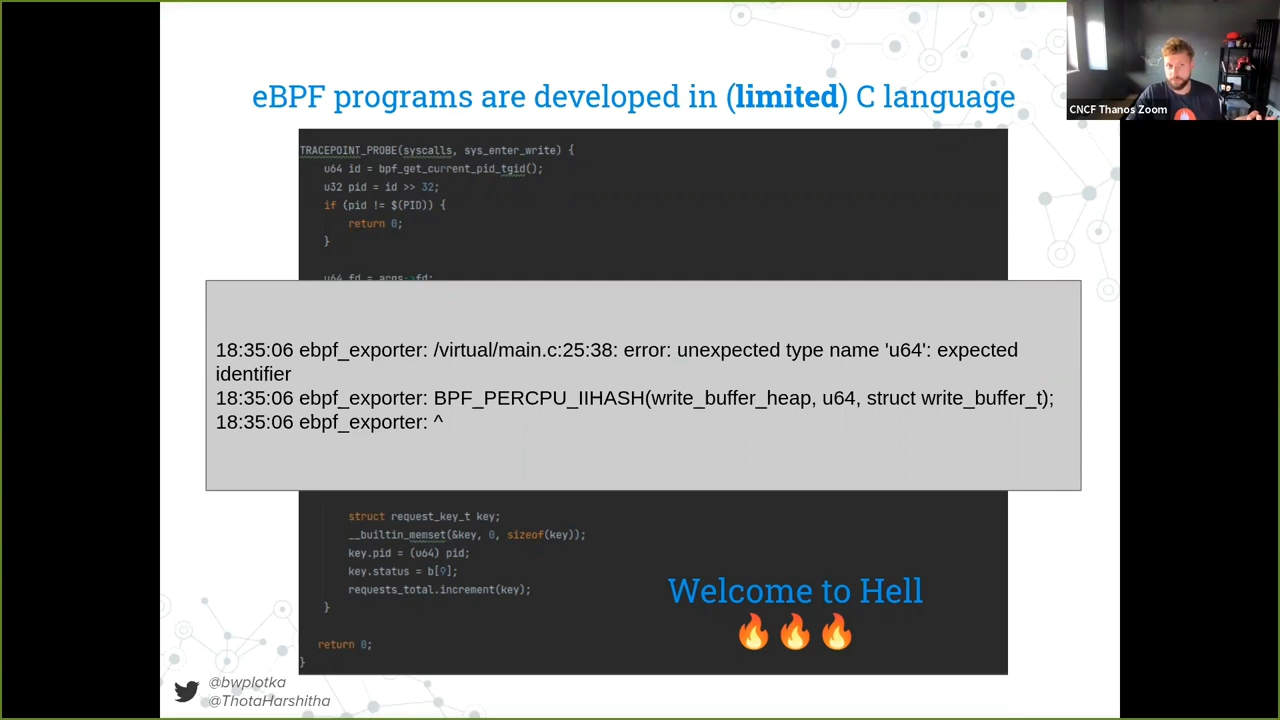 eBPF programs are developed in (limited) C language
CNCF Thanos Zoom
TRACEPOINT_PROBE(syscalls, sys_enter_write) {
u64 id = bpf_get_current_pid_tgid();
u32 pid = id >> 32;
if (pid != $(PID)) {
return 0;
}
u64 fd = args->fd;
18:35:06 ebpf_exporter: /virtual/main.c:25:38: error: unexpected type name 'u64': expected
identifier
18:35:06 ebpf_exporter: BPF_PERCPU_IIHASH(write_buffer_heap, u64, struct write_buffer_t);
18:35:06 ebpf_exporter: ^
struct request_key_t key;
__builtin_memset(&key, 0, sizeof(key));
key.pid = (u64) pid;
key.status = b[9];
requests_total.increment(key);
}
return 0;
}
Welcome to Hell
🔥🔥🔥
@bwplotka
@ThotaHarshitha